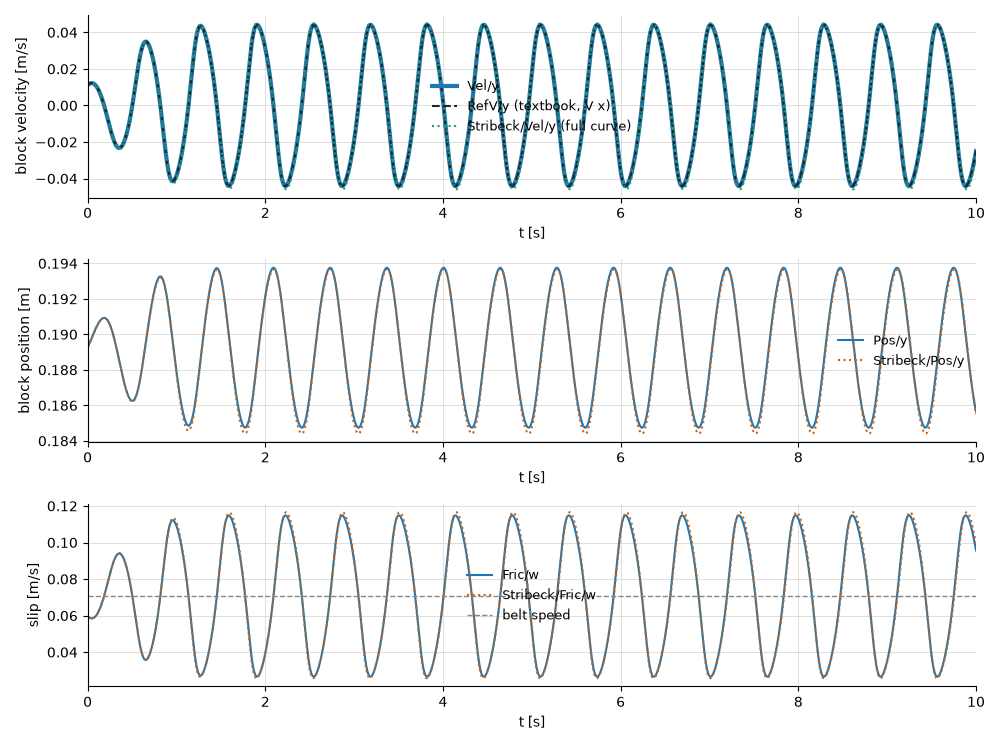 block velocity [m/s]
0.04
0.02
0.00
−0.02
−0.04
Vel/y
RefV/y (textbook, V x)
Stribeck/Vel/y (full curve)
0 2 4 6 8 10
t [s]
block position [m]
0.194
0.192
0.190
0.188
0.186
0.184
Pos/y
Stribeck/Pos/y
0 2 4 6 8 10
t [s]
slip [m/s]
0.12
0.10
0.08
0.06
0.04
Fric/w
Stribeck/Fric/w
belt speed
0 2 4 6 8 10
t [s]